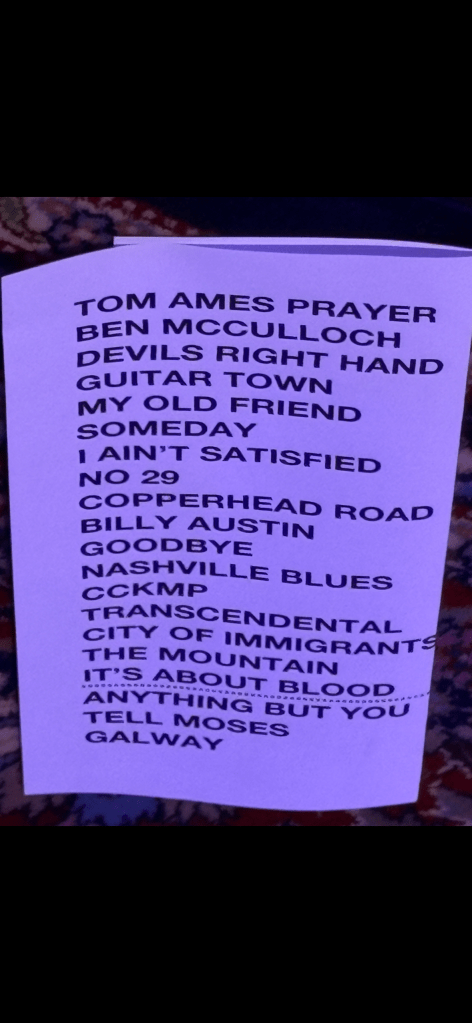 TOM AMES PRAYER
BEN MCCULLOCH
DEVILS RIGHT HAND
GUITAR TOWN
MY OLD FRIEND
SOMEDAY
I AIN'T SATISFIED
NO 29
COPPERHEAD ROAD
BILLY AUSTIN
GOODBYE
NASHVILLE BLUES
CCKMP
TRANSCENDENTAL
CITY OF IMMIGRANTS
THE MOUNTAIN
IT'S ABOUT BLOOD
ANYTHING BUT YOU
TELL MOSES
GALWAY